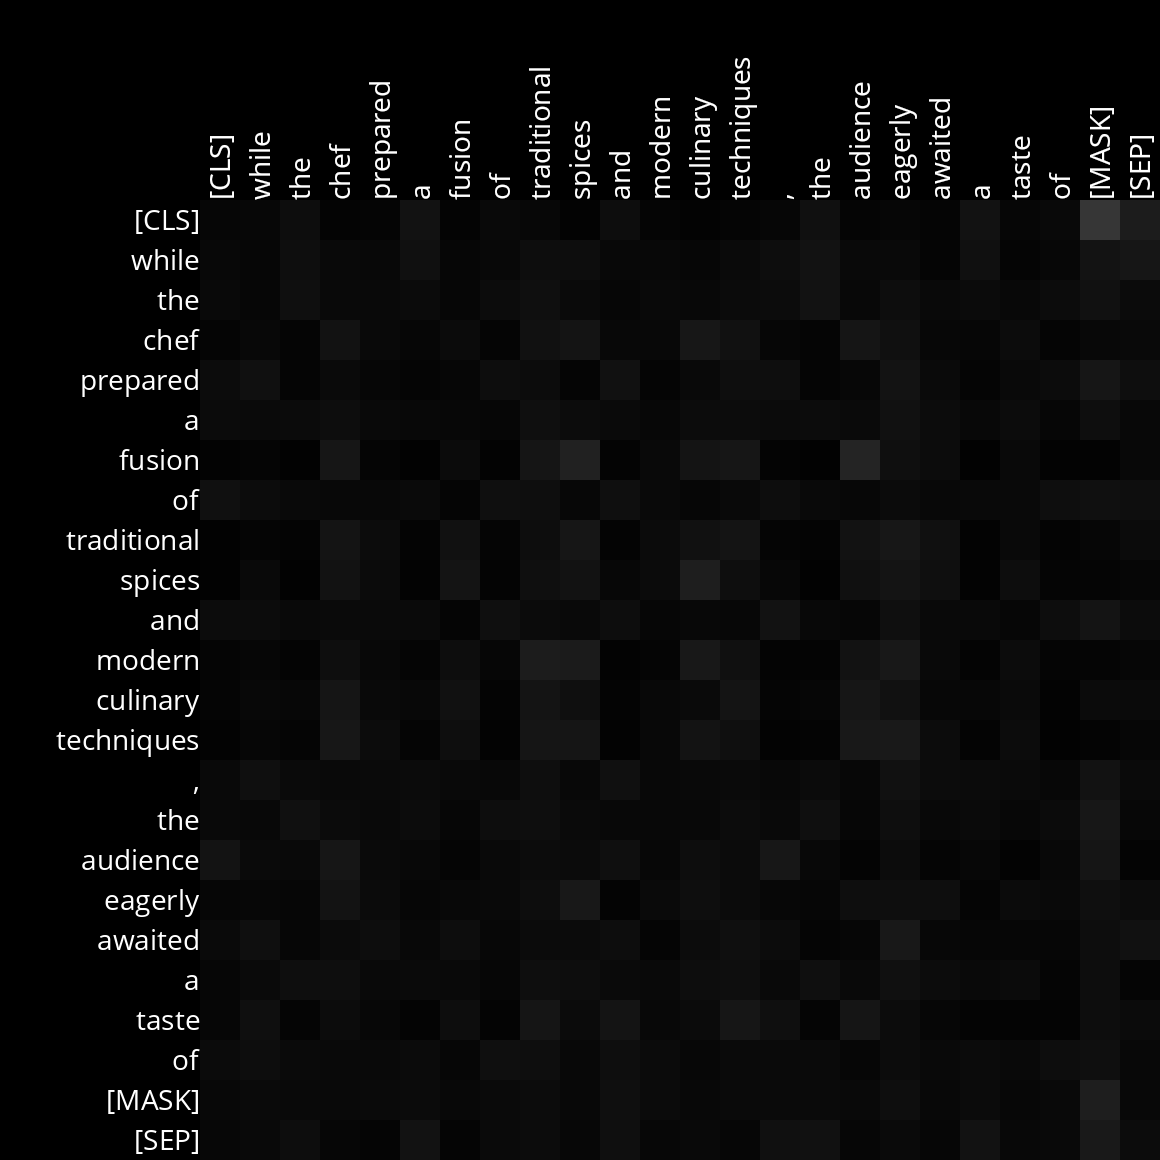 [CLS] while the chef prepared a fusion of traditional spices and modern culinary techniques , the audience eagerly awaited a taste of [MASK] [SEP]
[CLS]
while
the
chef
prepared
a
fusion
of
traditional
spices
and
modern
culinary
techniques
,
the
audience
eagerly
awaited
a
taste
of
[MASK]
[SEP]